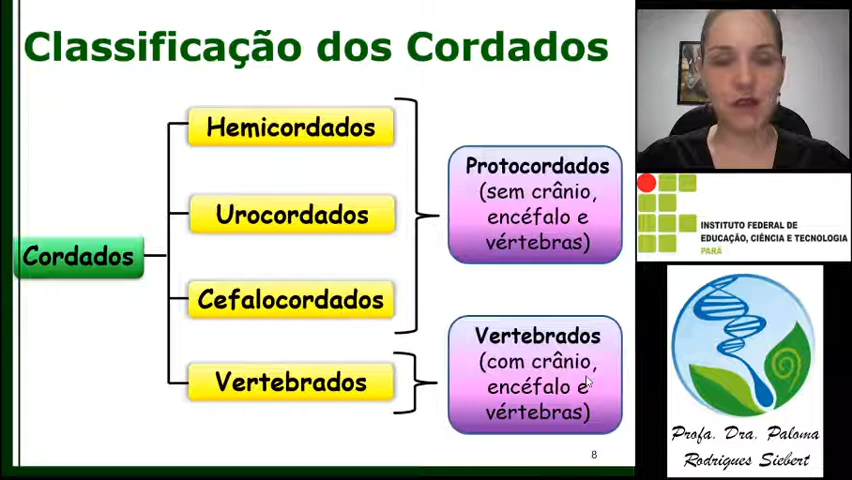 Classificação dos Cordados
Hemicordados
Urocordados
Cordados
Cefalocordados
Vertebrados
Protocordados
(sem crânio,
encéfalo e
vértebras)
Vertebrados
(com crânio,
encéfalo e
vértebras)
8
INSTITUTO FEDERAL DE
EDUCAÇÃO, CIÊNCIA E TECNOLOGIA
PARÁ
Profa. Dra. Paloma
Rodrigues Siebert